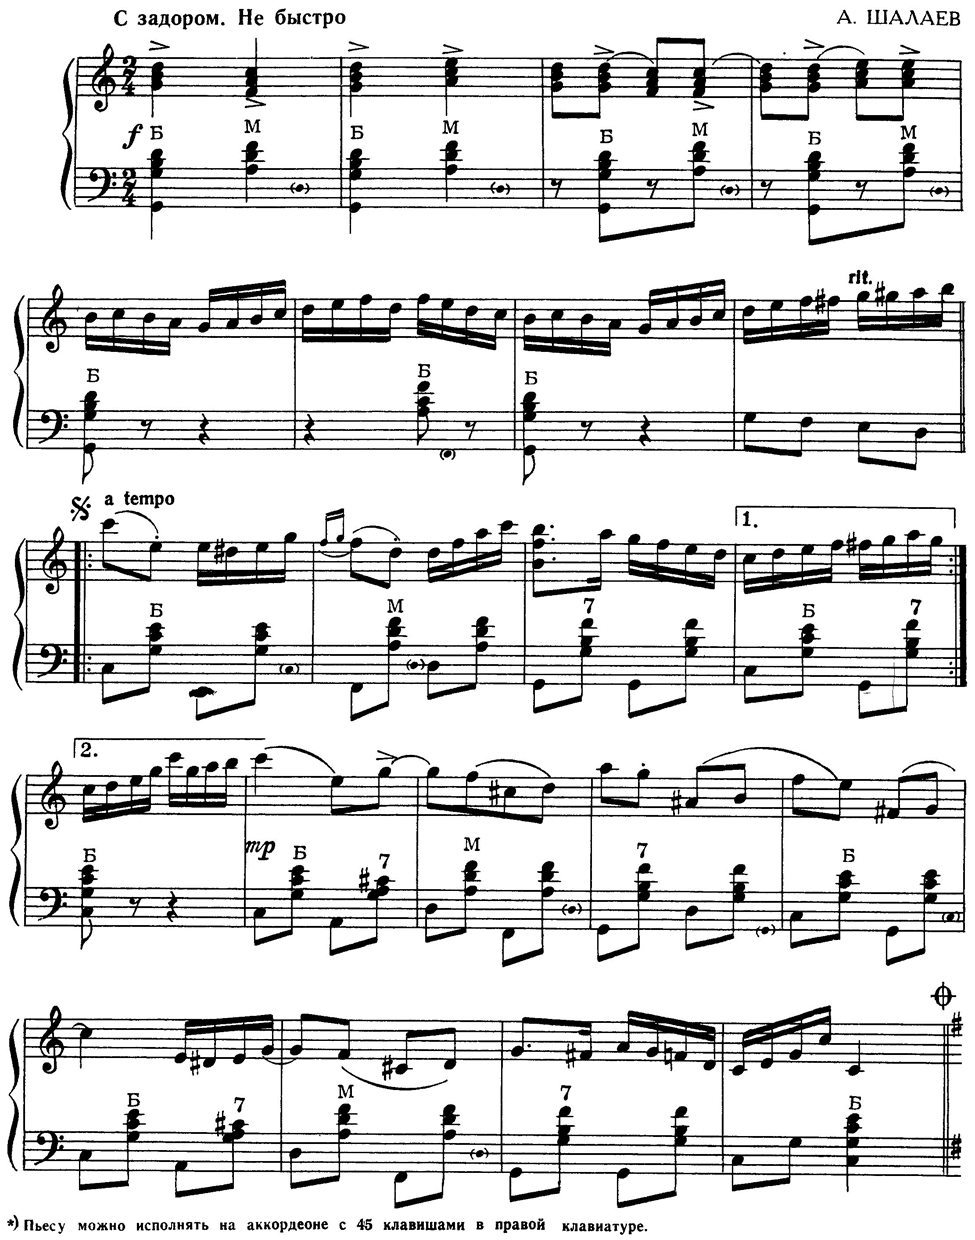 С задором. Не быстро А. ШАЛАЕВ
f Б М Б М Б М Б М
rit.
Б Б Б
a tempo
1.
Б М 7 Б 7
2.
mp
Б Б 7 М 7 Б
Б 7 М 7 Б
*) Пьесу можно исполнять на аккордеоне с 45 клавишами в правой клавиатуре.